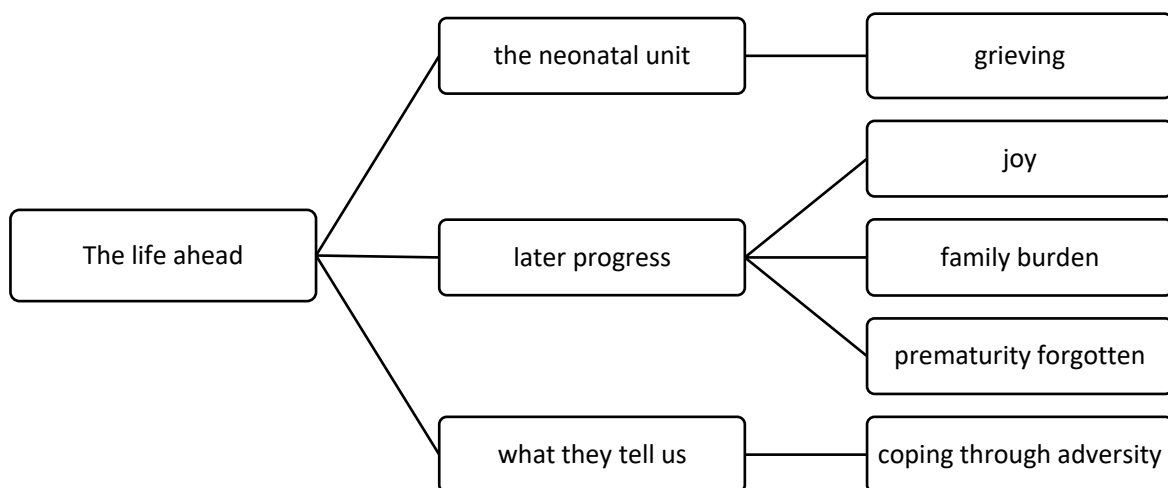 the neonatal unit
grieving
joy
The life ahead
later progress
family burden
prematurity forgotten
what they tell us
coping through adversity